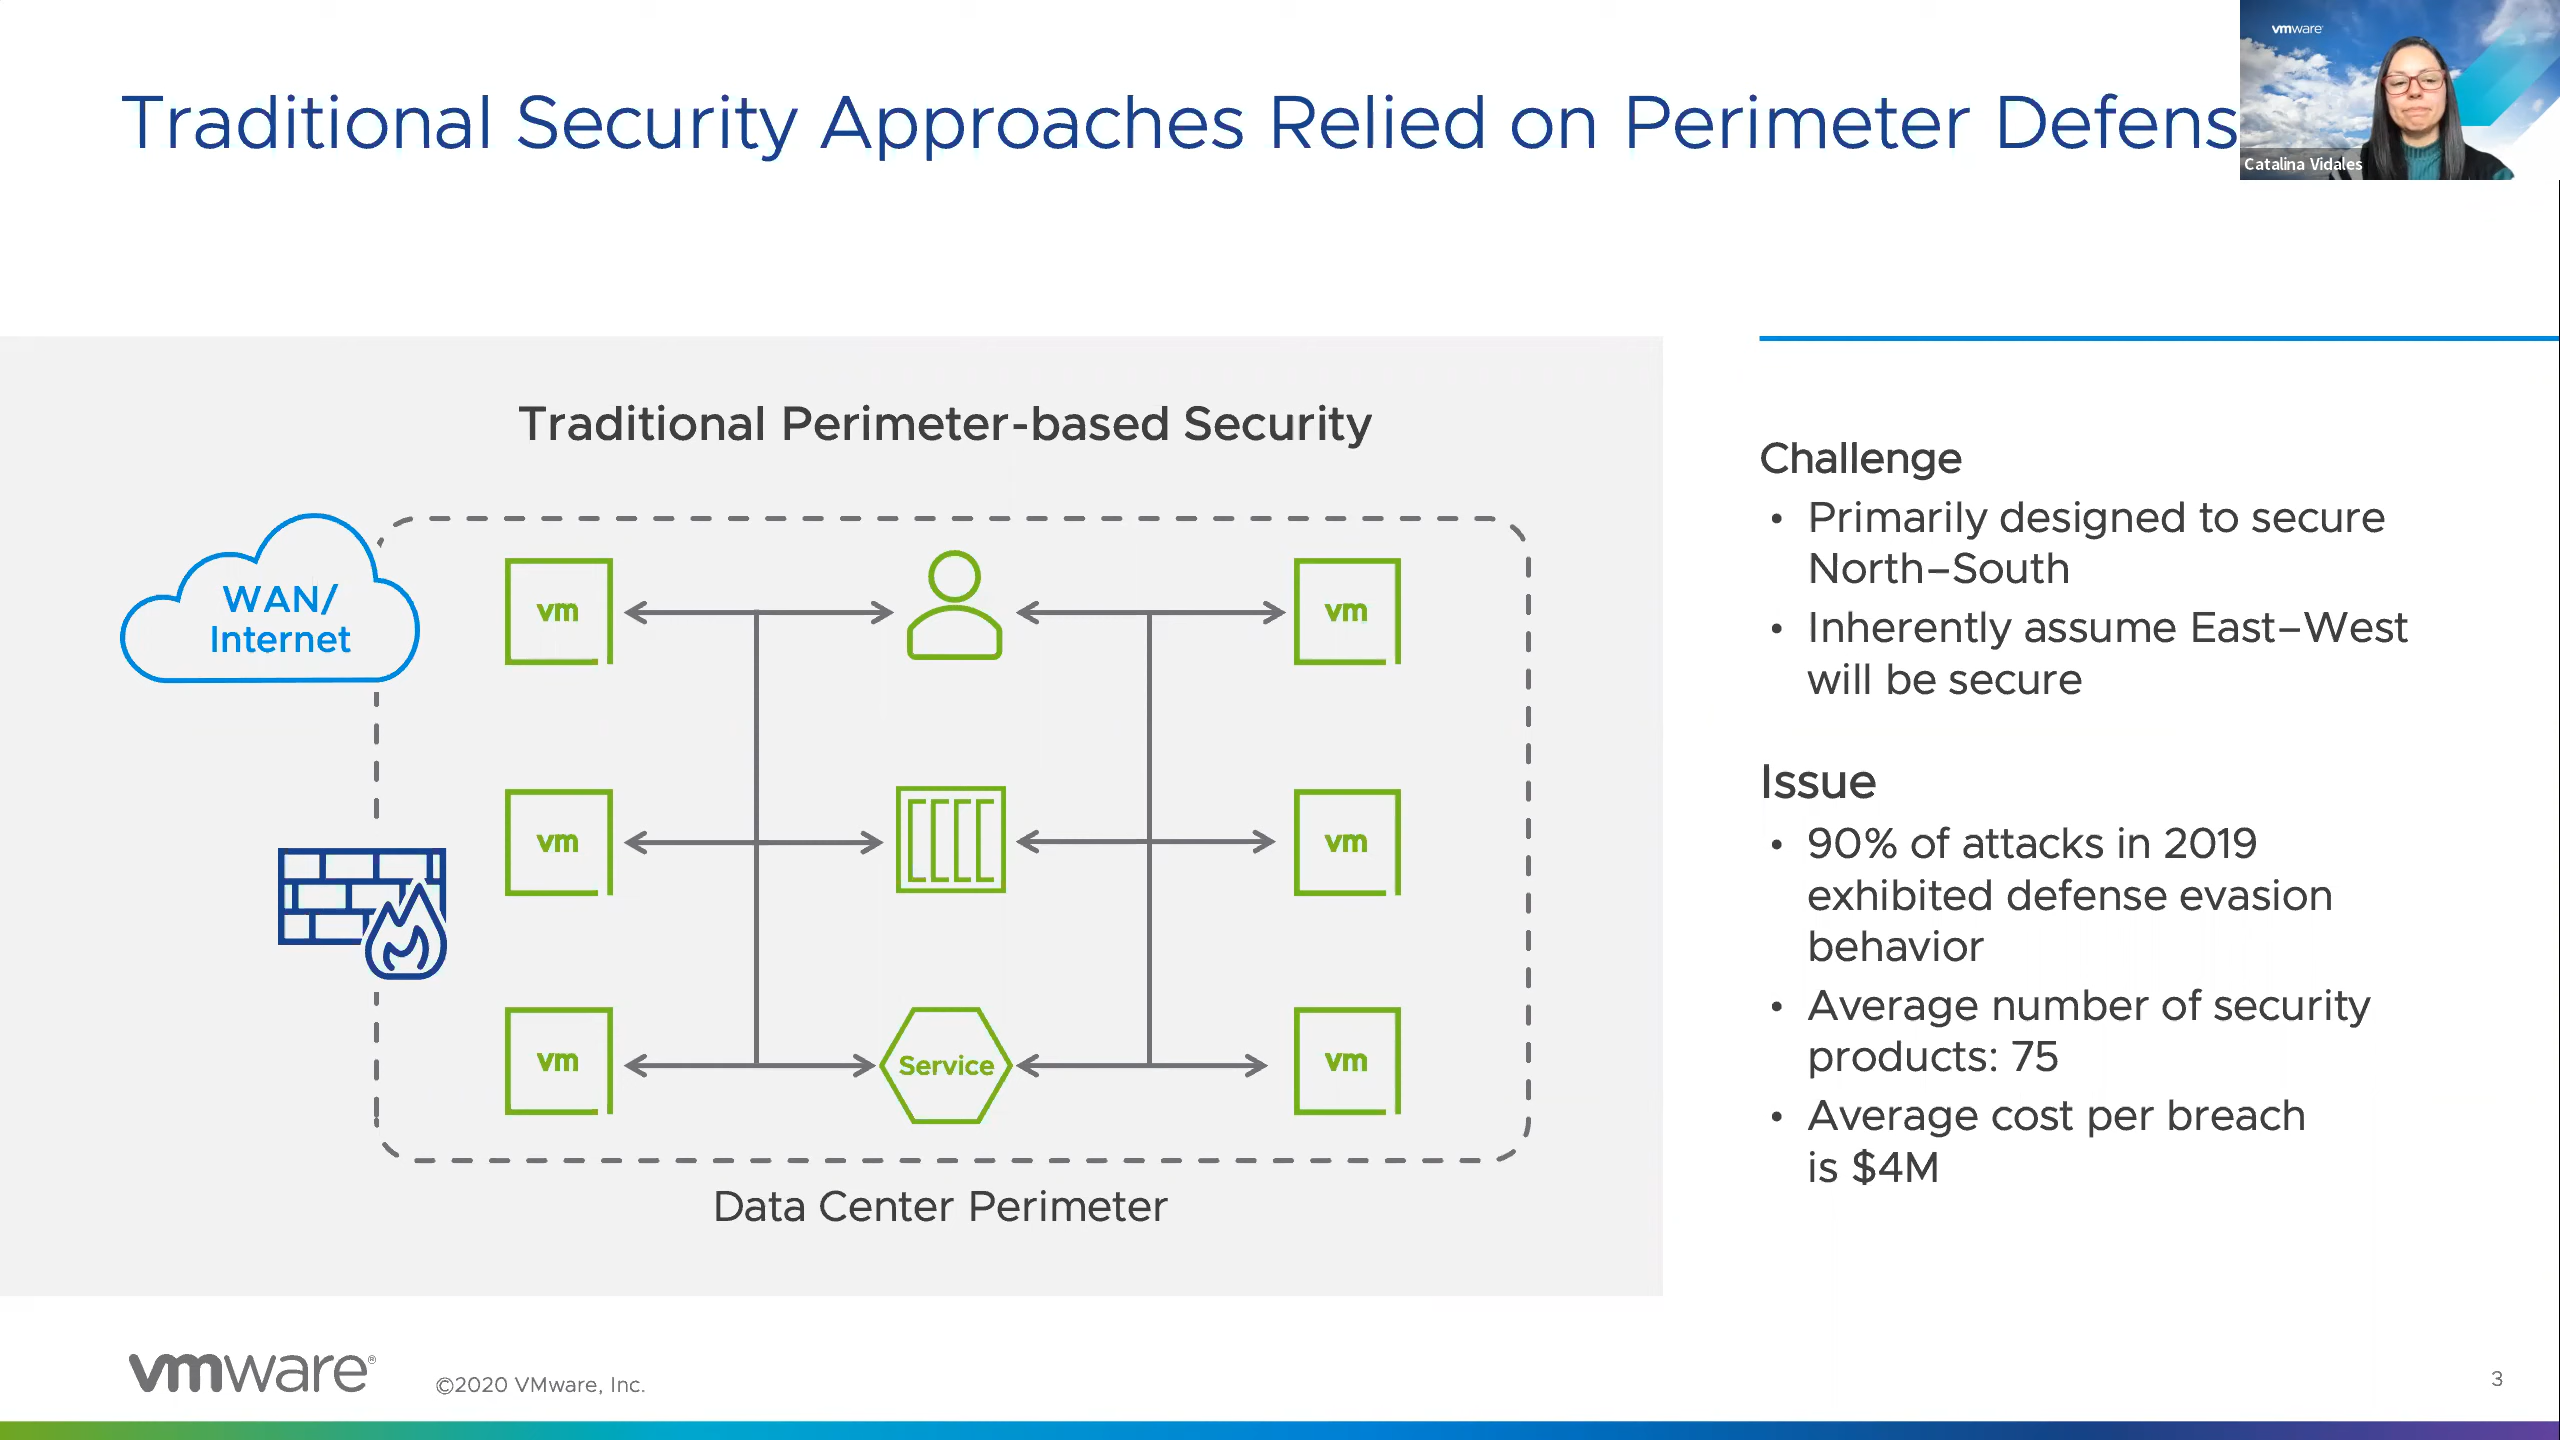 Traditional Security Approaches Relied on Perimeter Defens
vmware
Catalina Vidales
Traditional Perimeter-based Security
WAN/
Internet
vm
vm
vm
vm
vm
Service
vm
Data Center Perimeter
Challenge
• Primarily designed to secure
North–South
• Inherently assume East–West
will be secure
Issue
• 90% of attacks in 2019
exhibited defense evasion
behavior
• Average number of security
products: 75
• Average cost per breach
is $4M
vmware®
©2020 VMware, Inc.
3